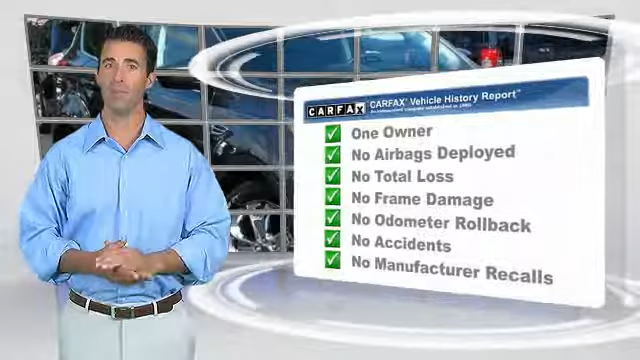 CARFAX
CARFAX Vehicle History Report™
One Owner
No Airbags Deployed
No Total Loss
No Frame Damage
No Odometer Rollback
No Accidents
No Manufacturer Recalls